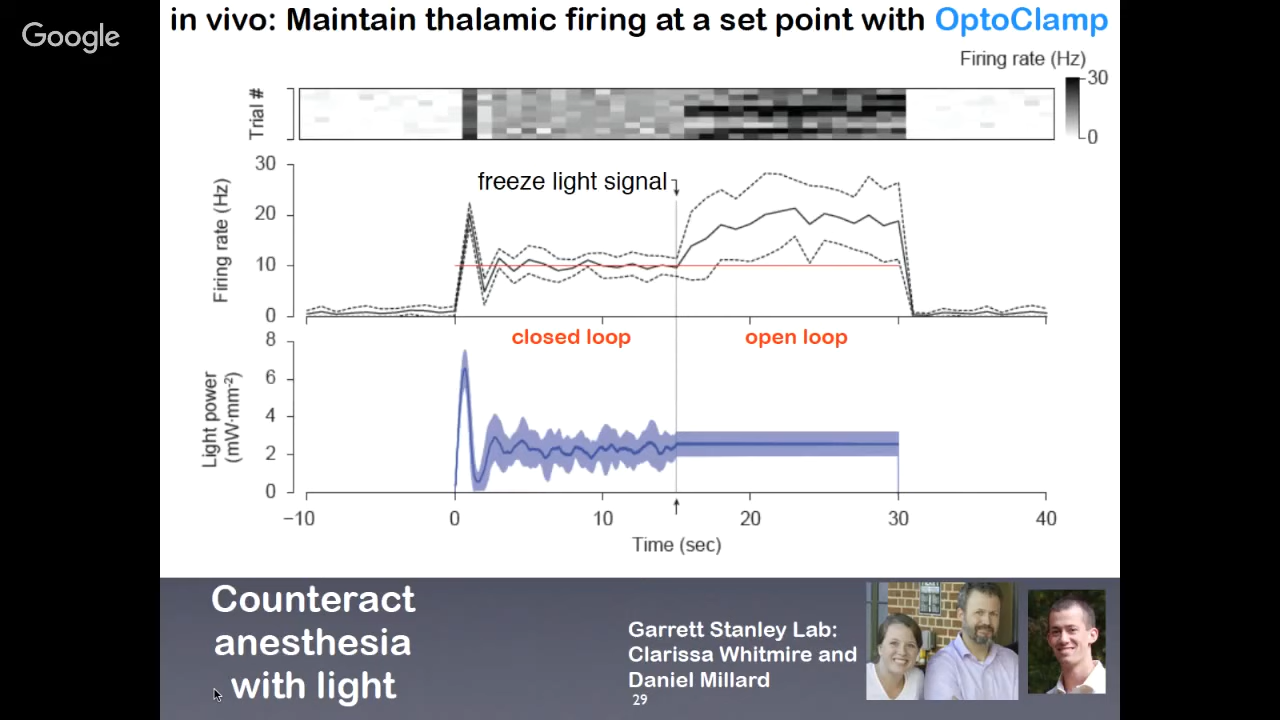 Google
in vivo: Maintain thalamic firing at a set point with OptoClamp
Firing rate (Hz)
30
0
Trial #
30
20
10
0
Firing rate (Hz)
freeze light signal
closed loop
open loop
8
6
4
2
0
Light power
(mW·mm-2)
−10
0
10
20
30
40
Time (sec)
Counteract
anesthesia
with light
Garrett Stanley Lab:
Clarissa Whitmire and
Daniel Millard
29